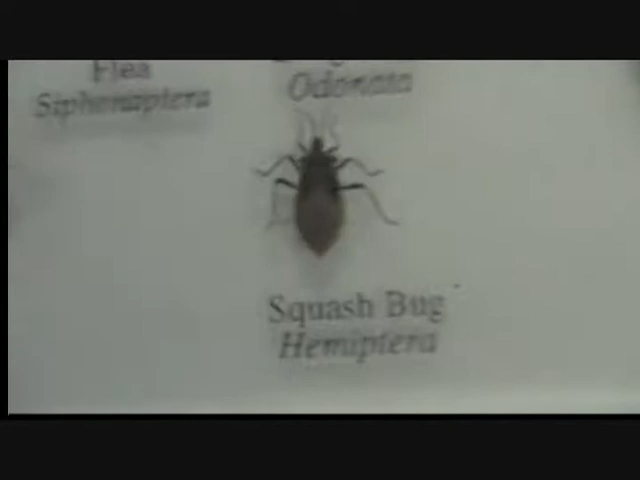 Flea
Siphonaptera
Odonata
Squash Bug
Hemiptera